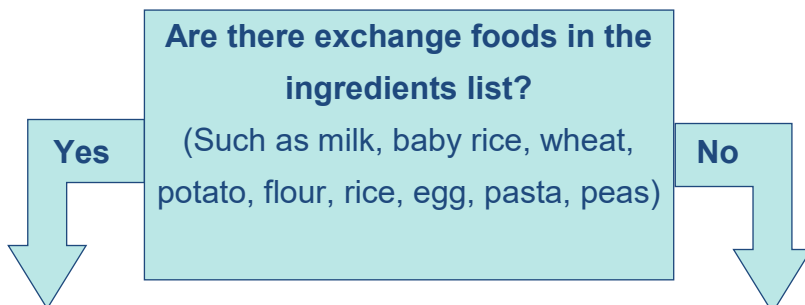 Are there exchange foods in the
ingredients list?
(Such as milk, baby rice, wheat,
potato, flour, rice, egg, pasta, peas)
Yes
No